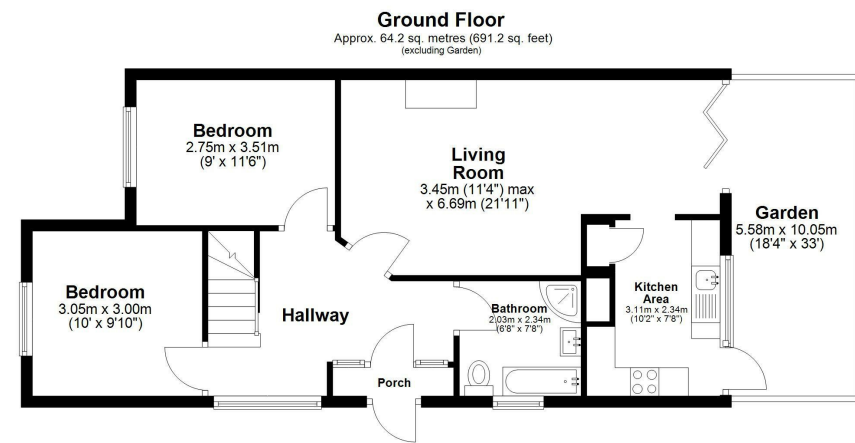 Ground Floor
Approx. 64.2 sq. metres (691.2 sq. feet)
(excluding Garden)
Bedroom
2.75m x 3.51m
(9' x 11'6")
Living
Room
3.45m (11'4") max
x 6.69m (21'11")
Garden
5.58m x 10.05m
(18'4" x 33')
Bedroom
3.05m x 3.00m
(10' x 9'10")
Hallway
Bathroom
2.03m x 2.34m
(6'8" x 7'8")
Kitchen
Area
3.11m x 2.34m
(10'2" x 7'8")
Porch